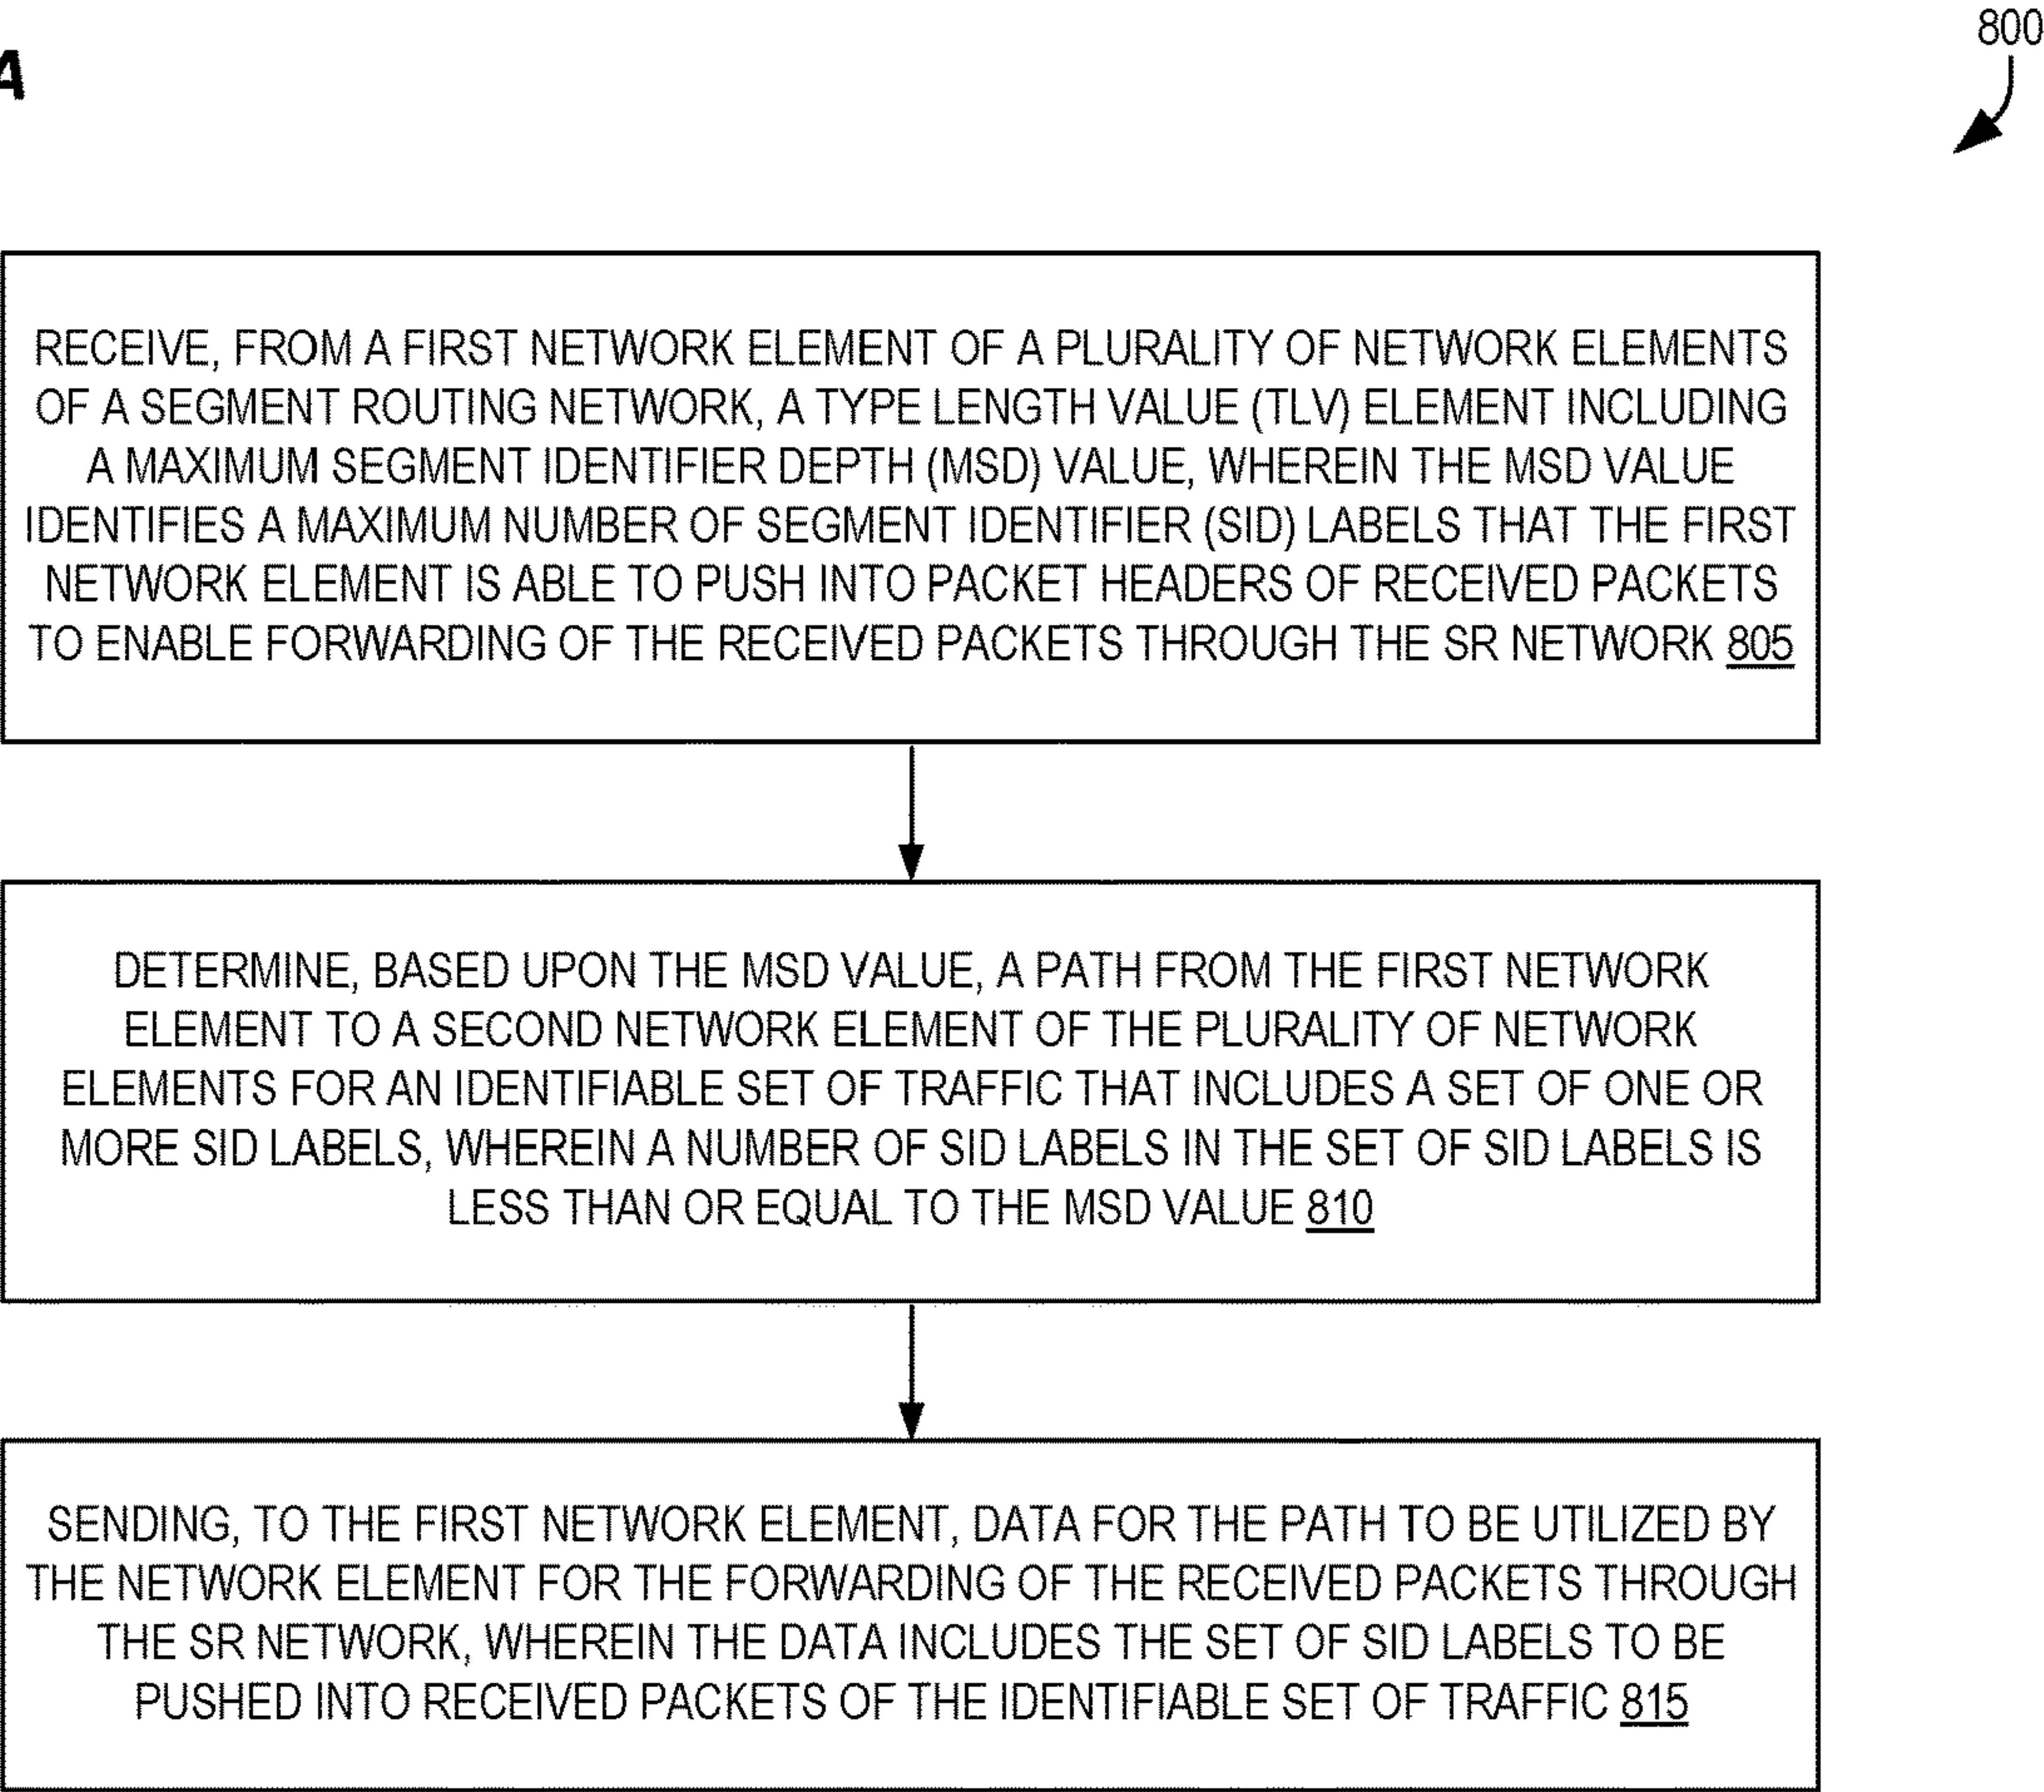 A
800
RECEIVE, FROM A FIRST NETWORK ELEMENT OF A PLURALITY OF NETWORK ELEMENTS
OF A SEGMENT ROUTING NETWORK, A TYPE LENGTH VALUE (TLV) ELEMENT INCLUDING
A MAXIMUM SEGMENT IDENTIFIER DEPTH (MSD) VALUE, WHEREIN THE MSD VALUE
IDENTIFIES A MAXIMUM NUMBER OF SEGMENT IDENTIFIER (SID) LABELS THAT THE FIRST
NETWORK ELEMENT IS ABLE TO PUSH INTO PACKET HEADERS OF RECEIVED PACKETS
TO ENABLE FORWARDING OF THE RECEIVED PACKETS THROUGH THE SR NETWORK 805
DETERMINE, BASED UPON THE MSD VALUE, A PATH FROM THE FIRST NETWORK
ELEMENT TO A SECOND NETWORK ELEMENT OF THE PLURALITY OF NETWORK
ELEMENTS FOR AN IDENTIFIABLE SET OF TRAFFIC THAT INCLUDES A SET OF ONE OR
MORE SID LABELS, WHEREIN A NUMBER OF SID LABELS IN THE SET OF SID LABELS IS
LESS THAN OR EQUAL TO THE MSD VALUE 810
SENDING, TO THE FIRST NETWORK ELEMENT, DATA FOR THE PATH TO BE UTILIZED BY
THE NETWORK ELEMENT FOR THE FORWARDING OF THE RECEIVED PACKETS THROUGH
THE SR NETWORK, WHEREIN THE DATA INCLUDES THE SET OF SID LABELS TO BE
PUSHED INTO RECEIVED PACKETS OF THE IDENTIFIABLE SET OF TRAFFIC 815